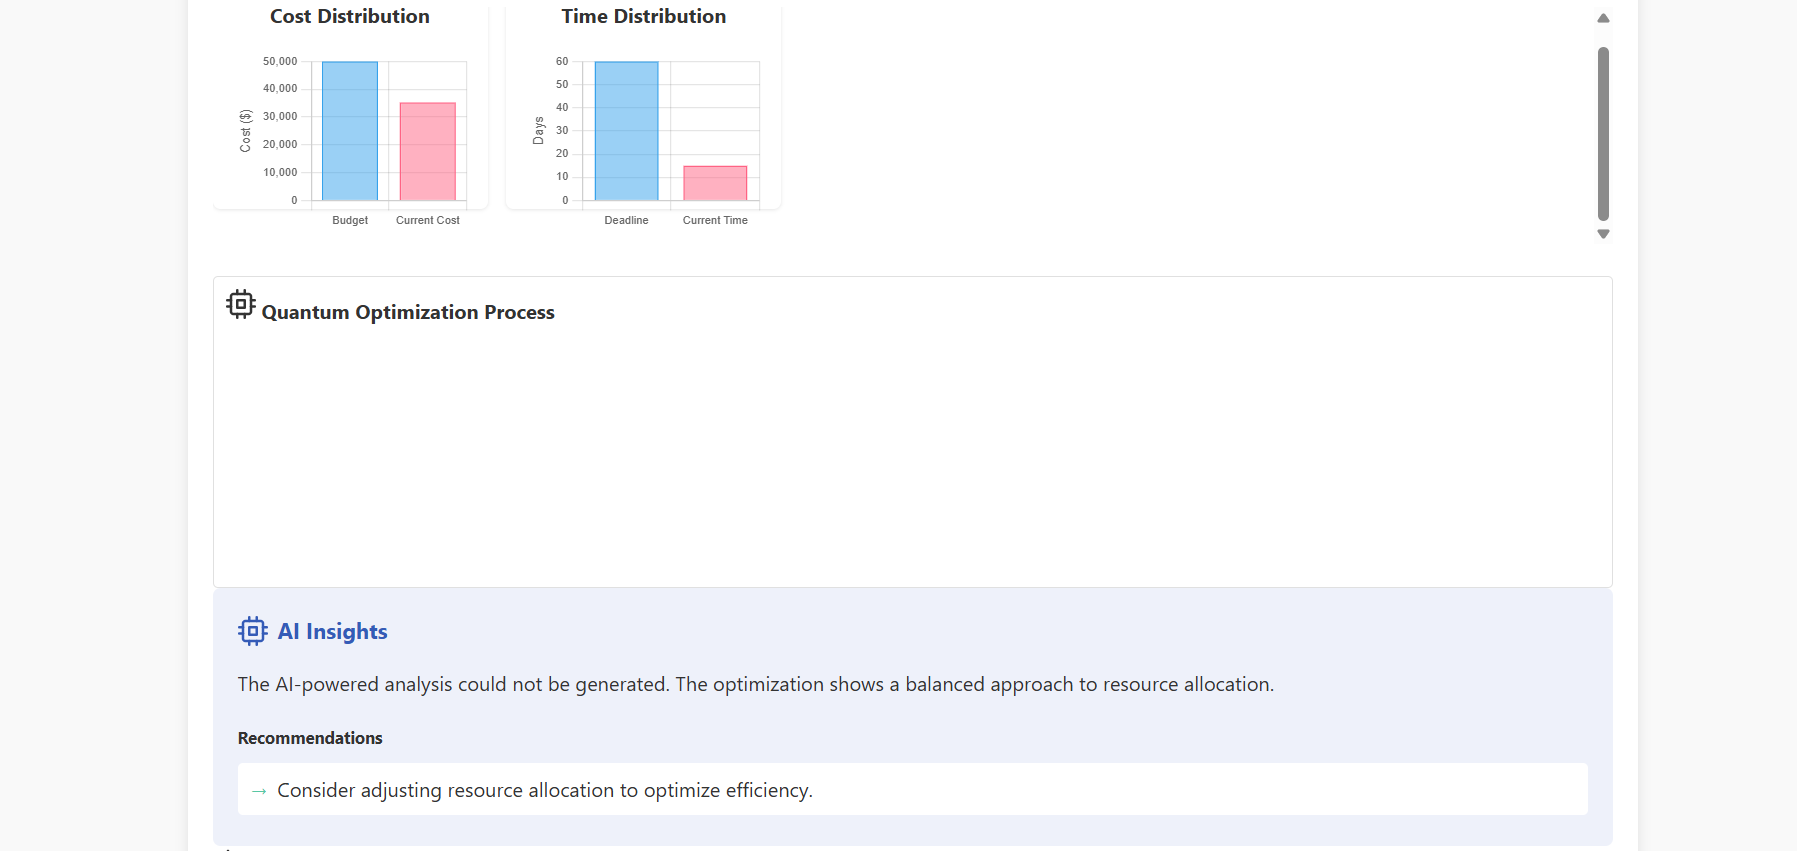 Cost Distribution
50,000
40,000
30,000
20,000
10,000
0
Cost ($)
Budget
Current Cost
Time Distribution
60
50
40
30
20
10
0
Days
Deadline
Current Time
Quantum Optimization Process
AI Insights
The AI-powered analysis could not be generated. The optimization shows a balanced approach to resource allocation.
Recommendations
→ Consider adjusting resource allocation to optimize efficiency.